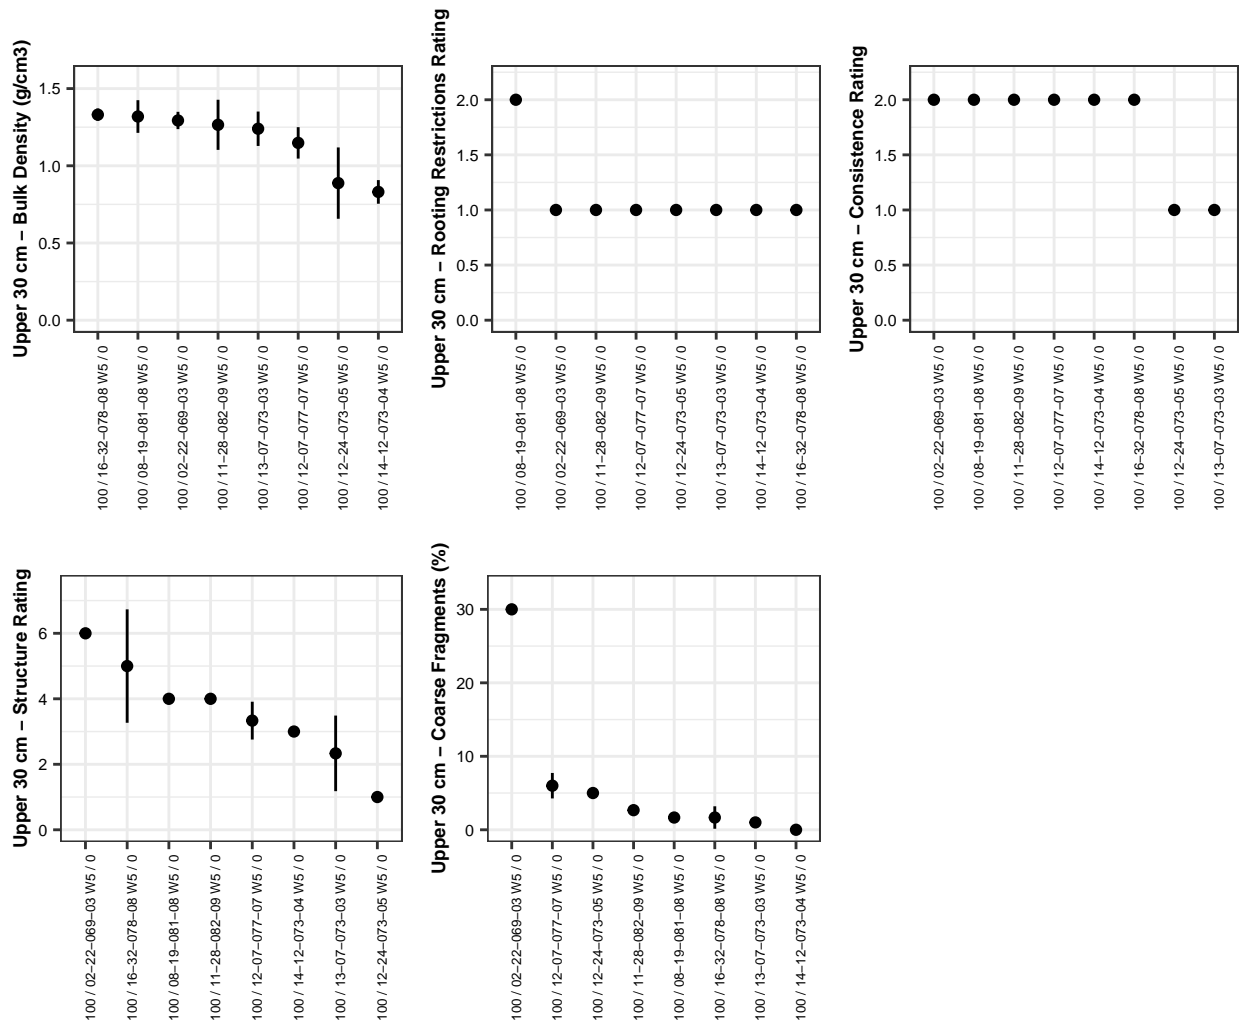 Upper 30 cm – Bulk Density (g/cm3)
1.5
1.0
0.5
0.0
100 / 16–32–078–08 W5 / 0
100 / 08–19–081–08 W5 / 0
100 / 02–22–069–03 W5 / 0
100 / 11–28–082–09 W5 / 0
100 / 13–07–073–03 W5 / 0
100 / 12–07–077–07 W5 / 0
100 / 12–24–073–05 W5 / 0
100 / 14–12–073–04 W5 / 0
Upper 30 cm – Rooting Restrictions Rating
2.0
1.5
1.0
0.5
0.0
100 / 08–19–081–08 W5 / 0
100 / 02–22–069–03 W5 / 0
100 / 11–28–082–09 W5 / 0
100 / 12–07–077–07 W5 / 0
100 / 12–24–073–05 W5 / 0
100 / 13–07–073–03 W5 / 0
100 / 14–12–073–04 W5 / 0
100 / 16–32–078–08 W5 / 0
Upper 30 cm – Consistence Rating
2.0
1.5
1.0
0.5
0.0
100 / 02–22–069–03 W5 / 0
100 / 08–19–081–08 W5 / 0
100 / 11–28–082–09 W5 / 0
100 / 12–07–077–07 W5 / 0
100 / 14–12–073–04 W5 / 0
100 / 16–32–078–08 W5 / 0
100 / 12–24–073–05 W5 / 0
100 / 13–07–073–03 W5 / 0
Upper 30 cm – Structure Rating
6
4
2
0
100 / 02–22–069–03 W5 / 0
100 / 16–32–078–08 W5 / 0
100 / 08–19–081–08 W5 / 0
100 / 11–28–082–09 W5 / 0
100 / 12–07–077–07 W5 / 0
100 / 14–12–073–04 W5 / 0
100 / 13–07–073–03 W5 / 0
100 / 12–24–073–05 W5 / 0
Upper 30 cm – Coarse Fragments (%)
30
20
10
0
100 / 02–22–069–03 W5 / 0
100 / 12–07–077–07 W5 / 0
100 / 12–24–073–05 W5 / 0
100 / 11–28–082–09 W5 / 0
100 / 08–19–081–08 W5 / 0
100 / 16–32–078–08 W5 / 0
100 / 13–07–073–03 W5 / 0
100 / 14–12–073–04 W5 / 0